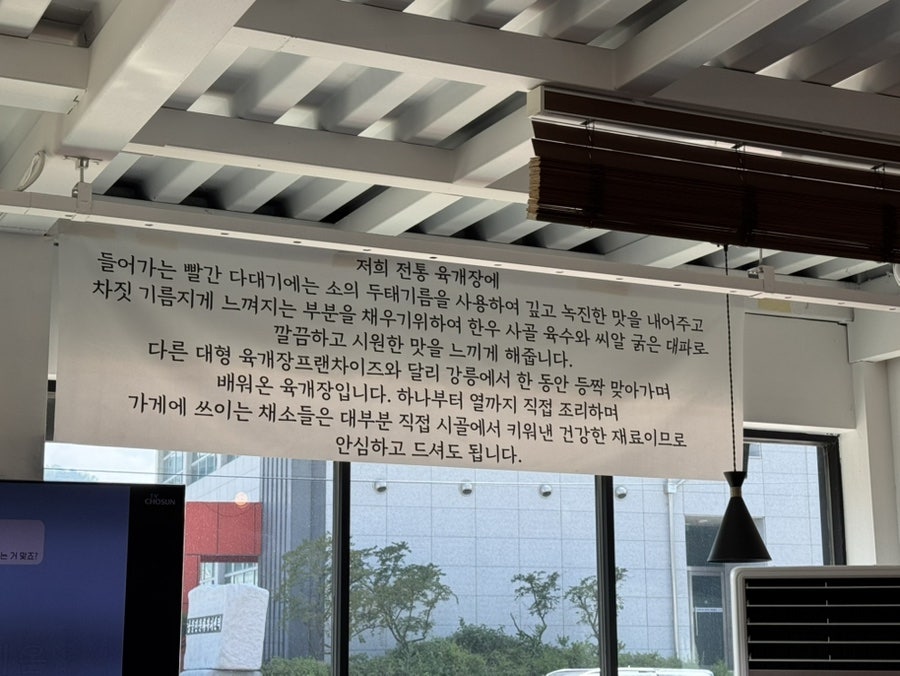 저희 전통 육개장에
들어가는 빨간 다대기에는 소의 두태기름을 사용하여 깊고 녹진한 맛을 내어주고
차짓 기름지게 느껴지는 부분을 채우기위하여 한우 사골 육수와 씨알 굵은 대파로
깔끔하고 시원한 맛을 느끼게 해줍니다.
다른 대형 육개장프랜차이즈와 달리 강릉에서 한 동안 등짝 맞아가며
배워온 육개장입니다. 하나부터 열까지 직접 조리하며
가게에 쓰이는 채소들은 대부분 직접 시골에서 키워낸 건강한 재료이므로
안심하고 드셔도 됩니다.
TV CHOSUN
는 거 맞죠?